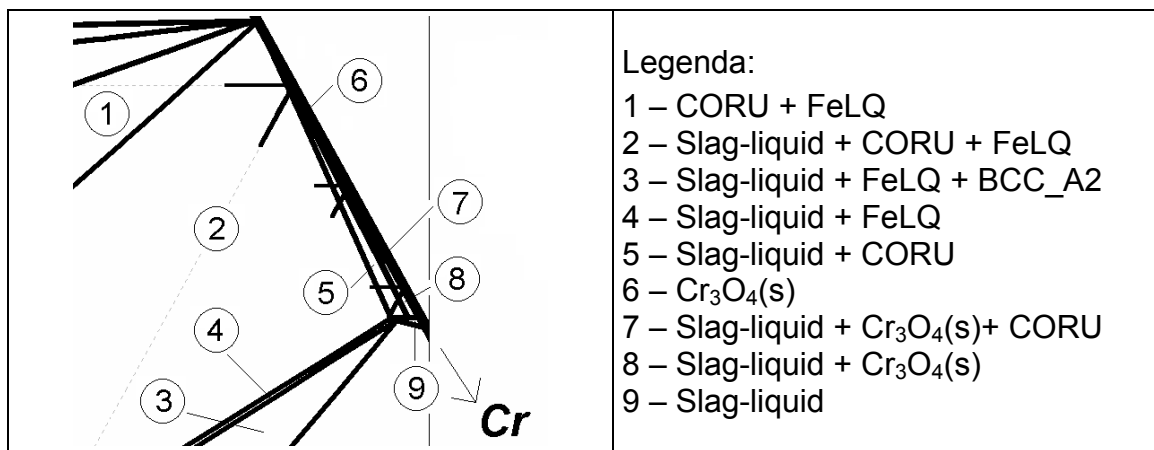 6
1
2
7
5
8
4
9
3
Cr
Legenda:
1 – CORU + FeLQ
2 – Slag-liquid + CORU + FeLQ
3 – Slag-liquid + FeLQ + BCC_A2
4 – Slag-liquid + FeLQ
5 – Slag-liquid + CORU
6 – Cr₃O₄(s)
7 – Slag-liquid + Cr₃O₄(s)+ CORU
8 – Slag-liquid + Cr₃O₄(s)
9 – Slag-liquid